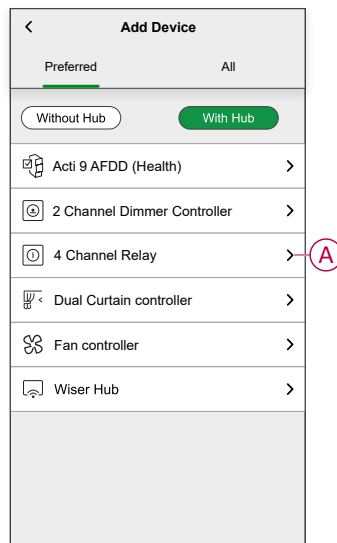 Add Device
Preferred All
Without Hub With Hub
Acti 9 AFDD (Health)
2 Channel Dimmer Controller
4 Channel Relay A
Dual Curtain controller
Fan controller
Wiser Hub